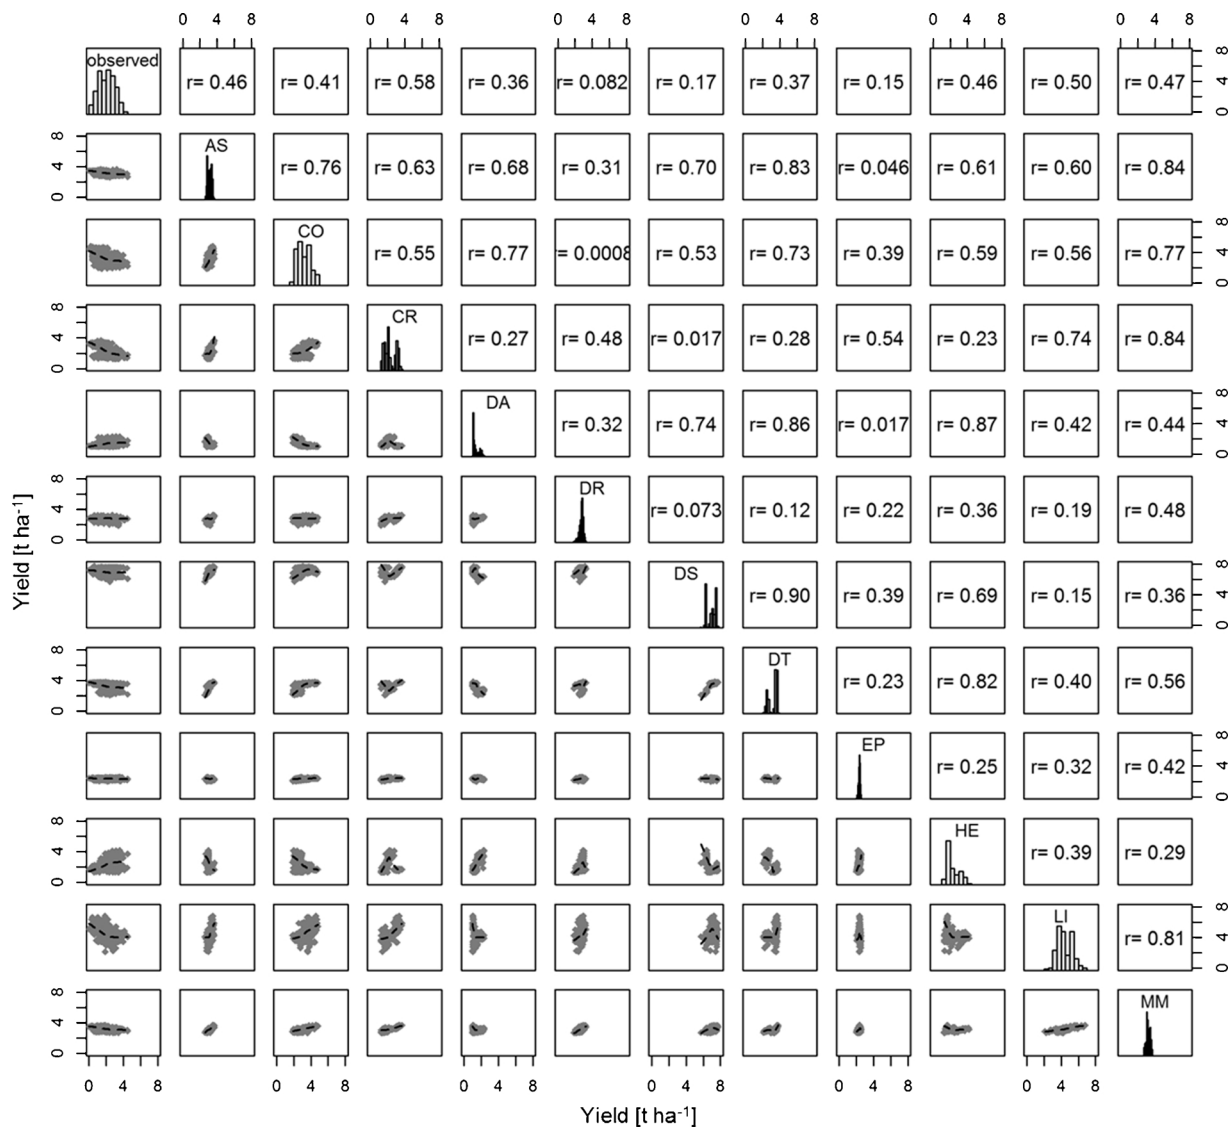 0 4 8 0 4 8 0 4 8 0 4 8 0 4 8 0 4 8
observed r= 0.46 r= 0.41 r= 0.58 r= 0.36 r= 0.082 r= 0.17 r= 0.37 r= 0.15 r= 0.46 r= 0.50 r= 0.47 0 4 8
0 4 8 AS r= 0.76 r= 0.63 r= 0.68 r= 0.31 r= 0.70 r= 0.83 r= 0.046 r= 0.61 r= 0.60 r= 0.84
CO r= 0.55 r= 0.77 = 0.0008 r= 0.53 r= 0.73 r= 0.39 r= 0.59 r= 0.56 r= 0.77 0 4 8
0 4 8 CR r= 0.27 r= 0.48 r= 0.017 r= 0.28 r= 0.54 r= 0.23 r= 0.74 r= 0.84
DA r= 0.32 r= 0.74 r= 0.86 r= 0.017 r= 0.87 r= 0.42 r= 0.44 0 4 8
0 4 8 DR r= 0.073 r= 0.12 r= 0.22 r= 0.36 r= 0.19 r= 0.48
Yield [t ha-1]
DS r= 0.90 r= 0.39 r= 0.69 r= 0.15 r= 0.36 0 4 8
0 4 8 DT r= 0.23 r= 0.82 r= 0.40 r= 0.56
EP r= 0.25 r= 0.32 r= 0.42 0 4 8
0 4 8 HE r= 0.39 r= 0.29
LI r= 0.81 0 4 8
0 4 8 MM
0 4 8 0 4 8 0 4 8 0 4 8 0 4 8 0 4 8
Yield [t ha-1]